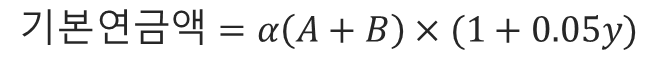 기본연금액 = α(A + B) × (1 + 0.05y)